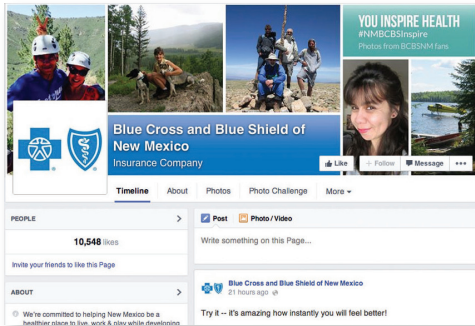 YOU INSPIRE HEALTH
#NMBCBSInspire
Photos from BCBSNM fans
Blue Cross and Blue Shield of
New Mexico
Insurance Company
Like
Follow
Message
Timeline
About
Photos
Photo Challenge
More
PEOPLE
10,548 likes
Invite your friends to like this Page
ABOUT
We're committed to helping New Mexico be a
healthier place to live, work & play while developing
Post
Photo / Video
Write something on this Page...
Blue Cross and Blue Shield of New Mexico
21 hours ago
Try it -- it's amazing how instantly you will feel better!